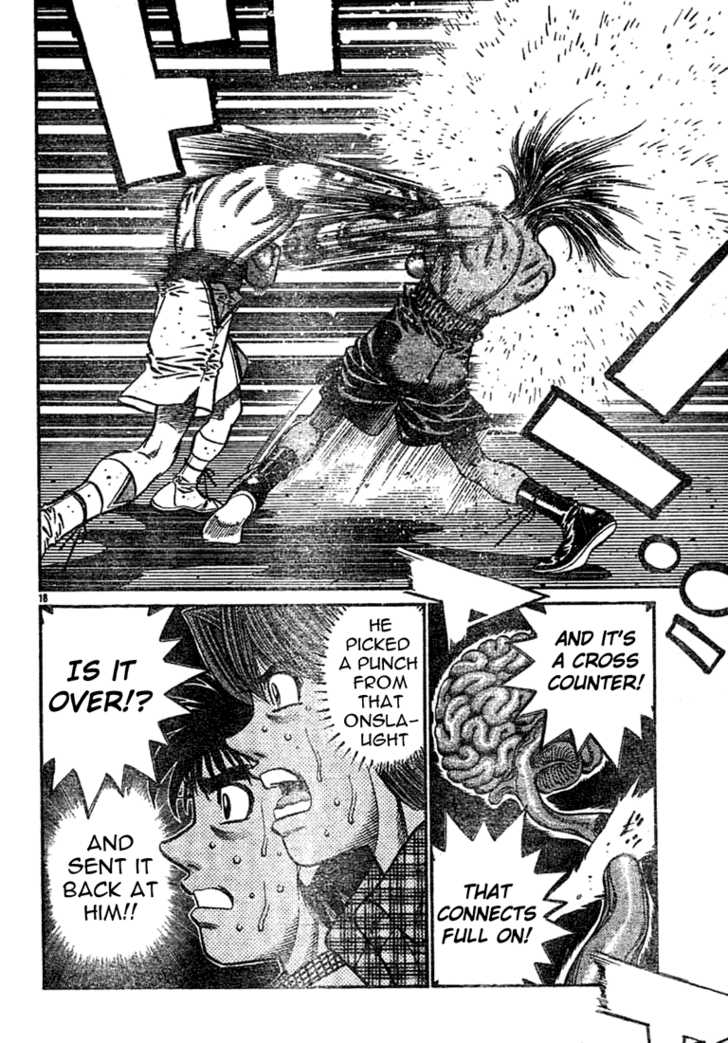 18
AND IT'S
A CROSS
COUNTER!
THAT
CONNECTS
FULL ON!
HE
PICKED
A PUNCH
FROM
THAT
ONSLA-
UGHT
IS IT
OVER!?
AND
SENT IT
BACK AT
HIM!!